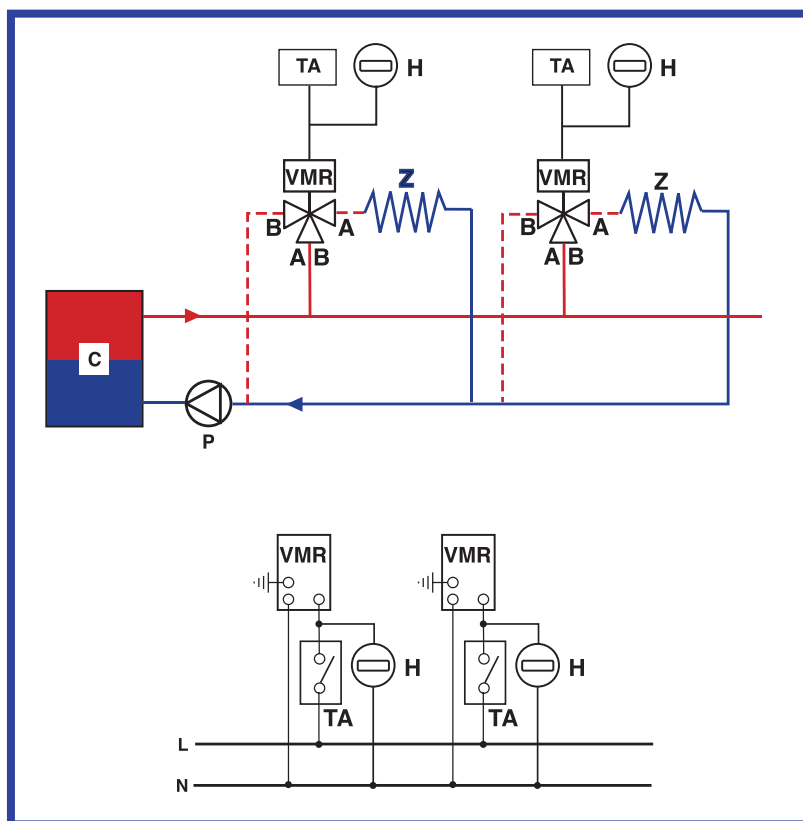 TA H TA H
VMR Z VMR Z
B A B A
A B A B
C
P
VMR VMR
H H
TA TA
L
N